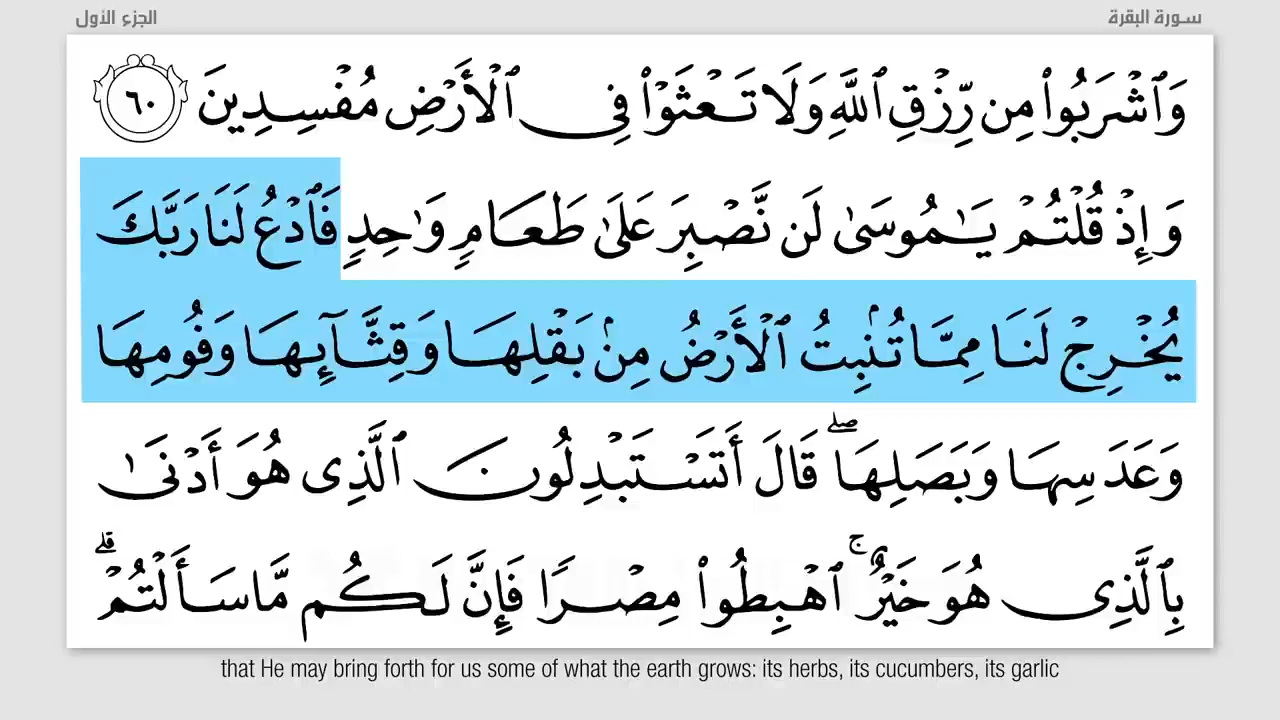 سورة البقرة
الجزء الأول
وَٱشْرَبُوا۟ مِن رِّزْقِ ٱللَّهِ وَلَا تَعْثَوْا۟ فِى ٱلْأَرْضِ مُفْسِدِينَ ٦٠
وَإِذْ قُلْتُمْ يَـٰمُوسَىٰ لَن نَّصْبِرَ عَلَىٰ طَعَامٍ وَٰحِدٍ فَٱدْعُ لَنَا رَبَّكَ
يُخْرِجْ لَنَا مِمَّا تُنۢبِتُ ٱلْأَرْضُ مِنۢ بَقْلِهَا وَقِثَّآئِهَا وَفُومِهَا
وَعَدَسِهَا وَبَصَلِهَا ۖ قَالَ أَتَسْتَبْدِلُونَ ٱلَّذِى هُوَ أَدْنَىٰ
بِٱلَّذِى هُوَ خَيْرٌ ۚ ٱهْبِطُوا۟ مِصْرًا فَإِنَّ لَكُم مَّا سَأَلْتُمْ ۗ
that He may bring forth for us some of what the earth grows: its herbs, its cucumbers, its garlic